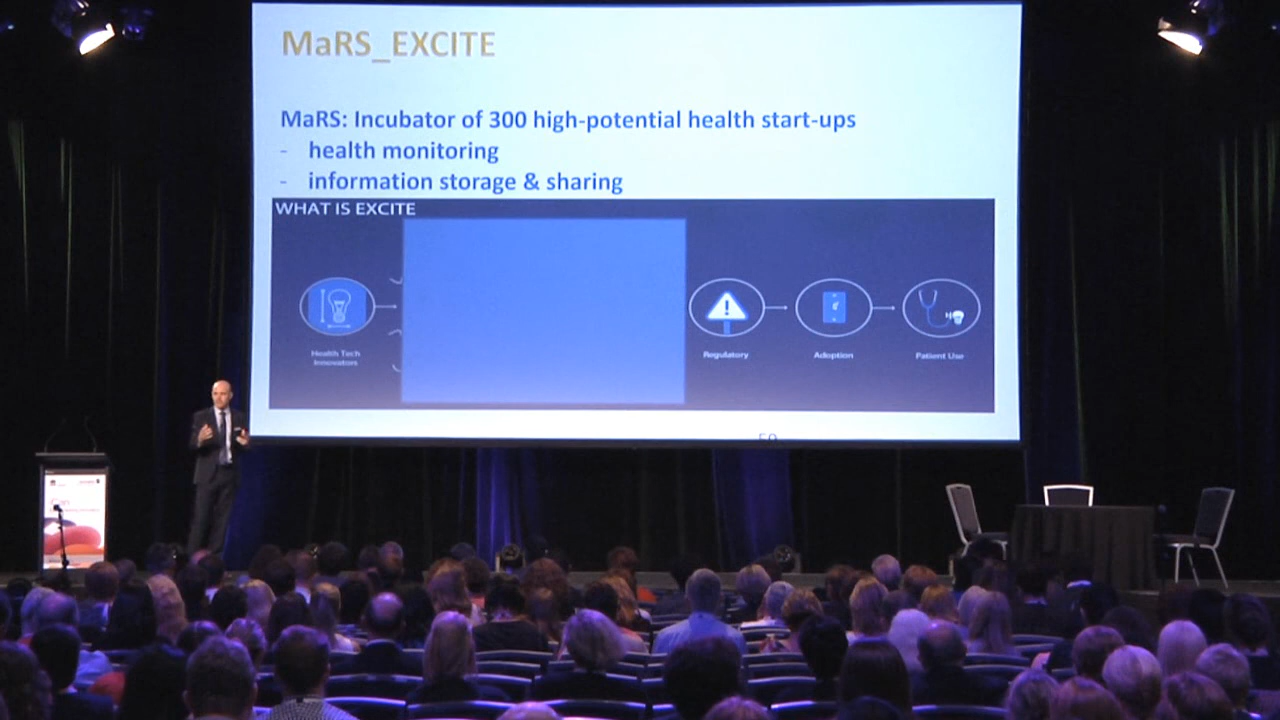 MaRS_EXCITE
MaRS: Incubator of 300 high-potential health start-ups
- health monitoring
- information storage & sharing
WHAT IS EXCITE
Health Tech
Innovators
Regulatory
Adoption
Patient Use